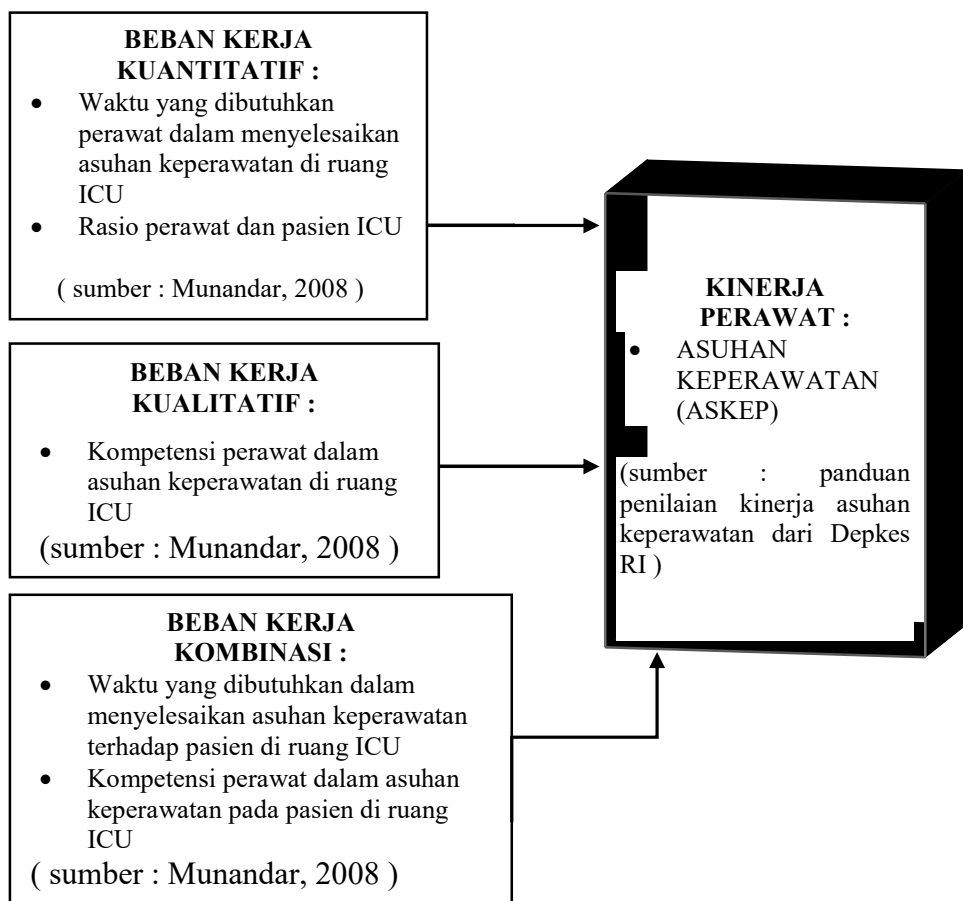 BEBAN KERJA
KUANTITATIF :
• Waktu yang dibutuhkan
perawat dalam menyelesaikan
asuhan keperawatan di ruang
ICU
• Rasio perawat dan pasien ICU
( sumber : Munandar, 2008 )
BEBAN KERJA
KUALITATIF :
• Kompetensi perawat dalam
asuhan keperawatan di ruang
ICU
(sumber : Munandar, 2008 )
BEBAN KERJA
KOMBINASI :
• Waktu yang dibutuhkan dalam
menyelesaikan asuhan keperawatan
terhadap pasien di ruang ICU
• Kompetensi perawat dalam asuhan
keperawatan pada pasien di ruang
ICU
( sumber : Munandar, 2008 )
KINERJA
PERAWAT :
• ASUHAN
KEPERAWATAN
(ASKEP)
(sumber : panduan
penilaian kinerja asuhan
keperawatan dari Depkes
RI )